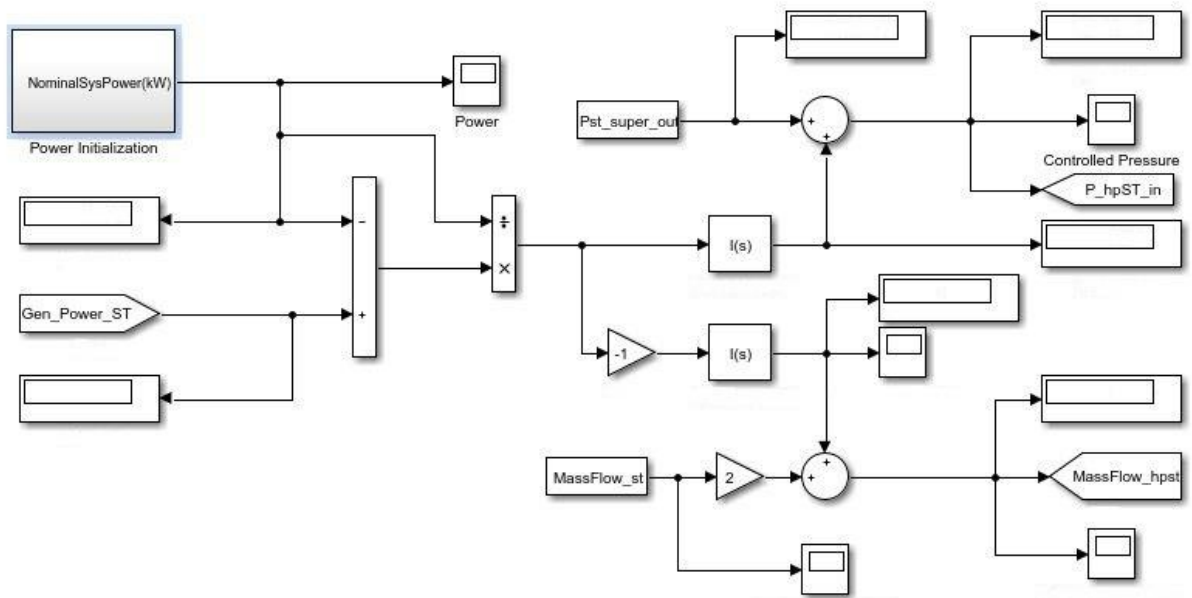 NominalSysPower(kW)
Power Initialization
Power
Pst_super_out
+
+
Controlled Pressure
P_hpST_in
−
+
÷
×
Gen_Power_ST
I(s)
-1
I(s)
MassFlow_st
2
+
+
MassFlow_hpst